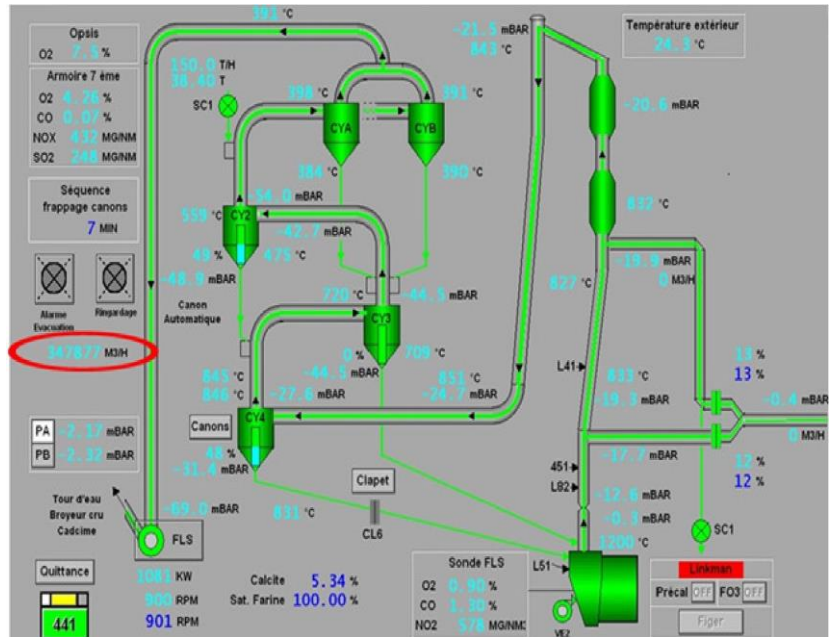 Opsis
O2 7.5 %
Armoire 7 ème
O2 4.26 %
CO 0.07 %
NOX 432 MG/NM
SO2 248 MG/NM
Séquence
frappage canons
7 MIN
Alarme
Evacuation
Ringardage
347877 M3/H
PA -2.17 mBAR
PB -2.32 mBAR
Tour d'eau
Broyeur cru
Cadcime
Quittance
441
391 °C
150.0 T/H
38.40 T
SC1
398 °C
391 °C
CYA
CYB
384 °C
390 °C
-54.0 mBAR
559 °C
CY2
-42.7 mBAR
49 %
475 °C
-48.9 mBAR
Canon
Automatique
720 °C
-44.5 mBAR
CY3
0 %
709 °C
-44.5 mBAR
845 °C
846 °C
-27.6 mBAR
851 °C
-24.7 mBAR
Canons
CY4
48 %
-31.4 mBAR
Clapet
831 °C
CL6
-69.0 mBAR
FLS
1081 KW
900 RPM
901 RPM
Calcite 5.34 %
Sat. Farine 100.00 %
-21.5 mBAR
843 °C
Température extérieur
24.3 °C
-20.6 mBAR
832 °C
-19.9 mBAR
0 M3/H
827 °C
L41
833 °C
-19.3 mBAR
13 %
13 %
-0.4 mBAR
0 M3/H
-17.7 mBAR
12 %
12 %
451
L82
-12.6 mBAR
-0.3 mBAR
1200 °C
SC1
L51
VE2
Sonde FLS
O2 0.90 %
CO 1.30 %
NO2 578 MG/NM
Linkman
Précal OFF FO3 OFF
Figer